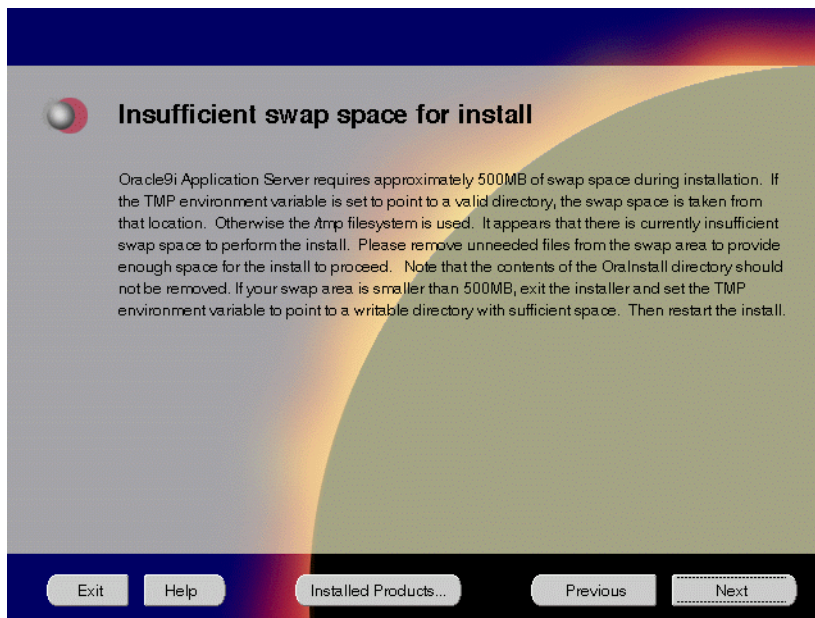 Insufficient swap space for install
Oracle9i Application Server requires approximately 500MB of swap space during installation. If
the TMP environment variable is set to point to a valid directory, the swap space is taken from
that location. Otherwise the /tmp filesystem is used. It appears that there is currently insufficient
swap space to perform the install. Please remove unneeded files from the swap area to provide
enough space for the install to proceed. Note that the contents of the OraInstall directory should
not be removed. If your swap area is smaller than 500MB, exit the installer and set the TMP
environment variable to point to a writable directory with sufficient space. Then restart the install.
Exit Help Installed Products... Previous Next